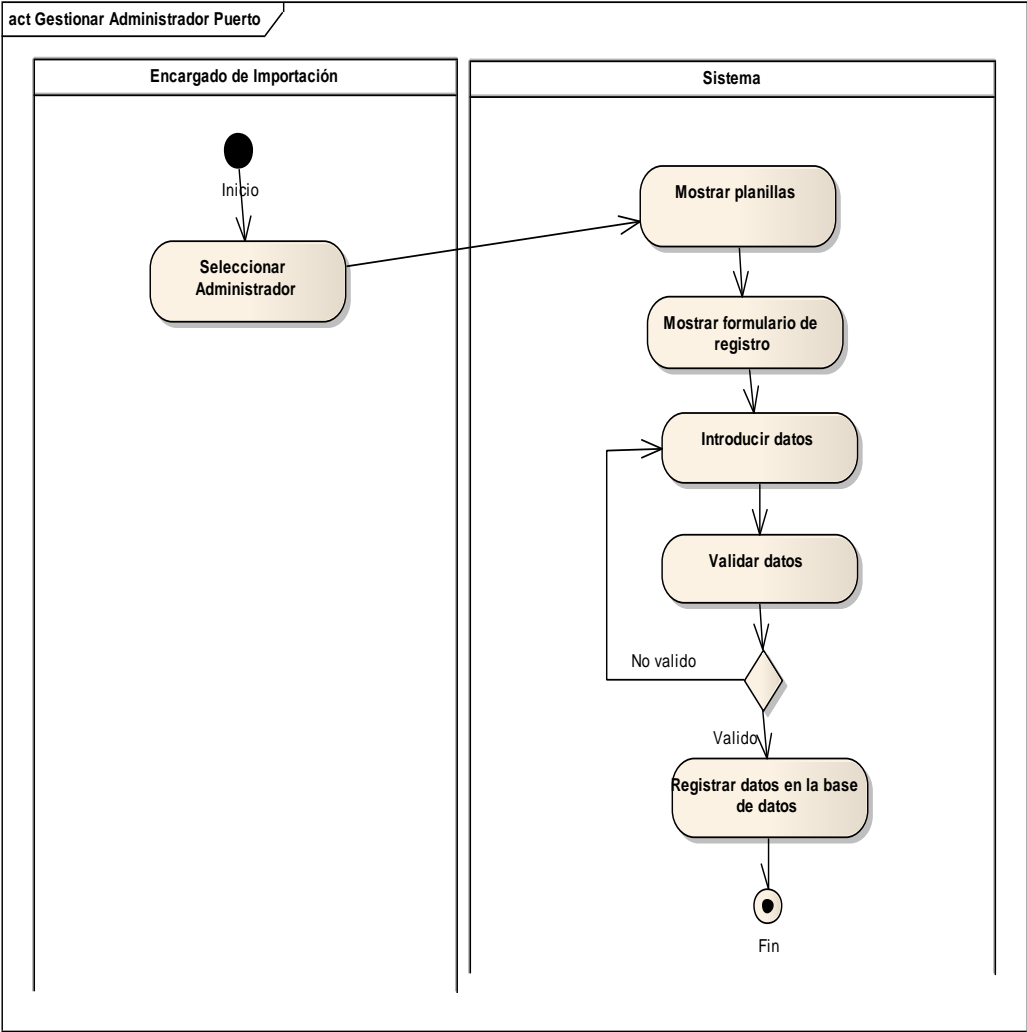 act Gestionar Administrador Puerto
Encargado de Importación
Sistema
Inicio
Seleccionar
Administrador
Mostrar planillas
Mostrar formulario de
registro
Introducir datos
Validar datos
No valido
Valido
Registrar datos en la base
de datos
Fin